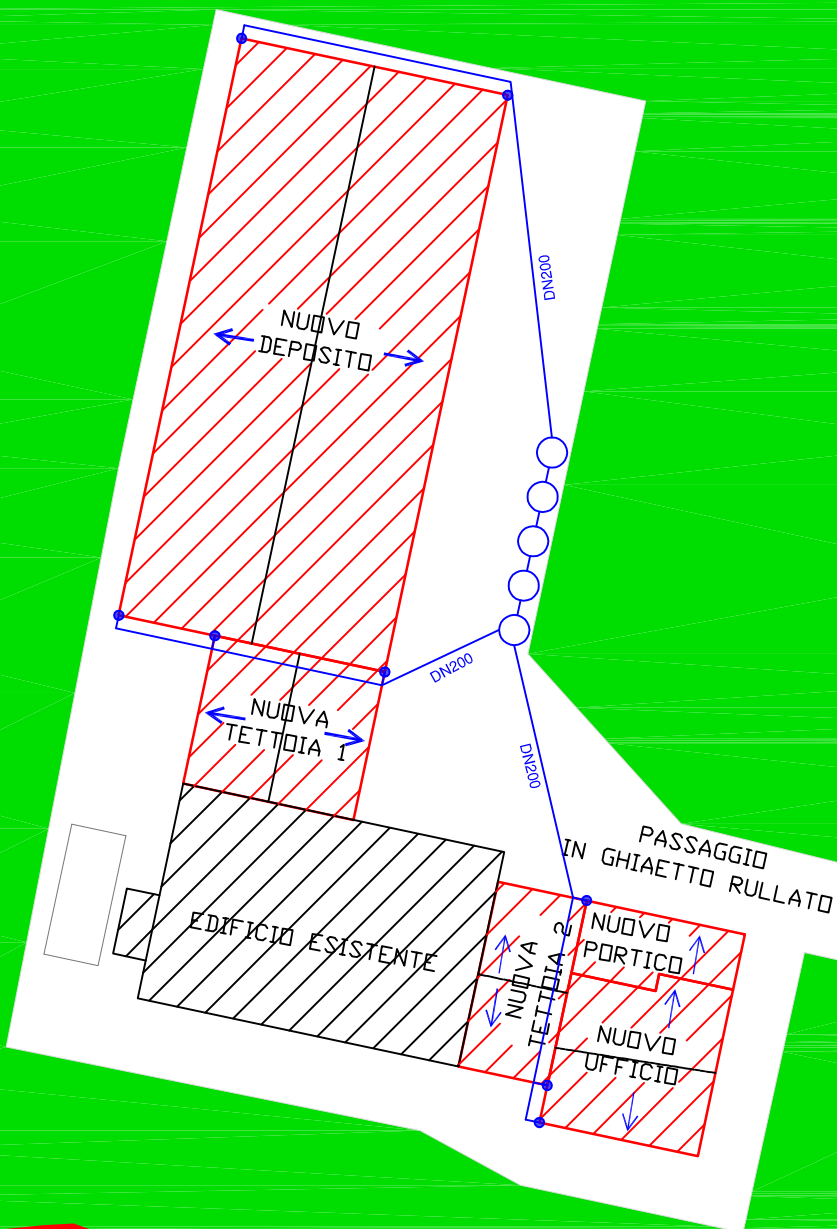 DN200
NUOVO
DEPOSITO
DN200
NUOVA
TETTOIA 1
DN200
PASSAGGIO
IN GHIAETTO RULLATO
EDIFICIO ESISTENTE
NUOVA
TETTOIA 2
NUOVO
PORTICO
NUOVO
UFFICIO